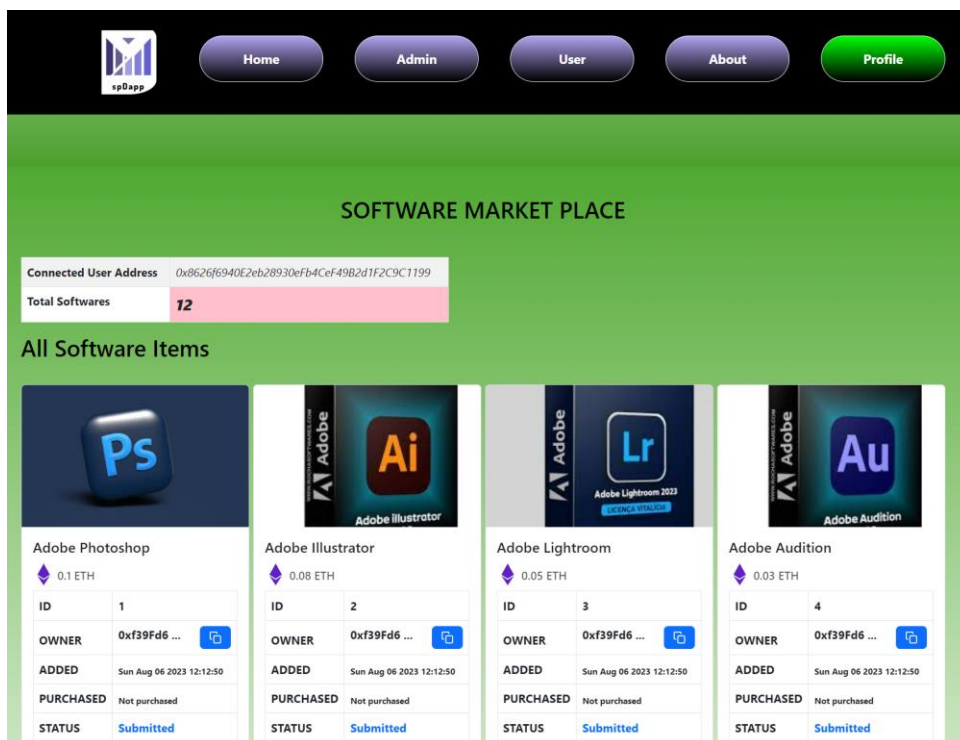 spDapp
Home
Admin
User
About
Profile
SOFTWARE MARKET PLACE
Connected User Address 0x8626f6940E2eb28930eFb4CeF49B2d1F2C9C1199
Total Softwares 12
All Software Items
Ps
Adobe
Ai
Adobe illustrator
Adobe
Lr
Adobe Lightroom 2023
LICENÇA VITALÍCIA
Adobe
Au
Adobe Audition
Adobe Photoshop
0.1 ETH
ID 1
OWNER 0xf39Fd6 ...
ADDED Sun Aug 06 2023 12:12:50
PURCHASED Not purchased
STATUS Submitted
Adobe Illustrator
0.08 ETH
ID 2
OWNER 0xf39Fd6 ...
ADDED Sun Aug 06 2023 12:12:50
PURCHASED Not purchased
STATUS Submitted
Adobe Lightroom
0.05 ETH
ID 3
OWNER 0xf39Fd6 ...
ADDED Sun Aug 06 2023 12:12:50
PURCHASED Not purchased
STATUS Submitted
Adobe Audition
0.03 ETH
ID 4
OWNER 0xf39Fd6 ...
ADDED Sun Aug 06 2023 12:12:50
PURCHASED Not purchased
STATUS Submitted